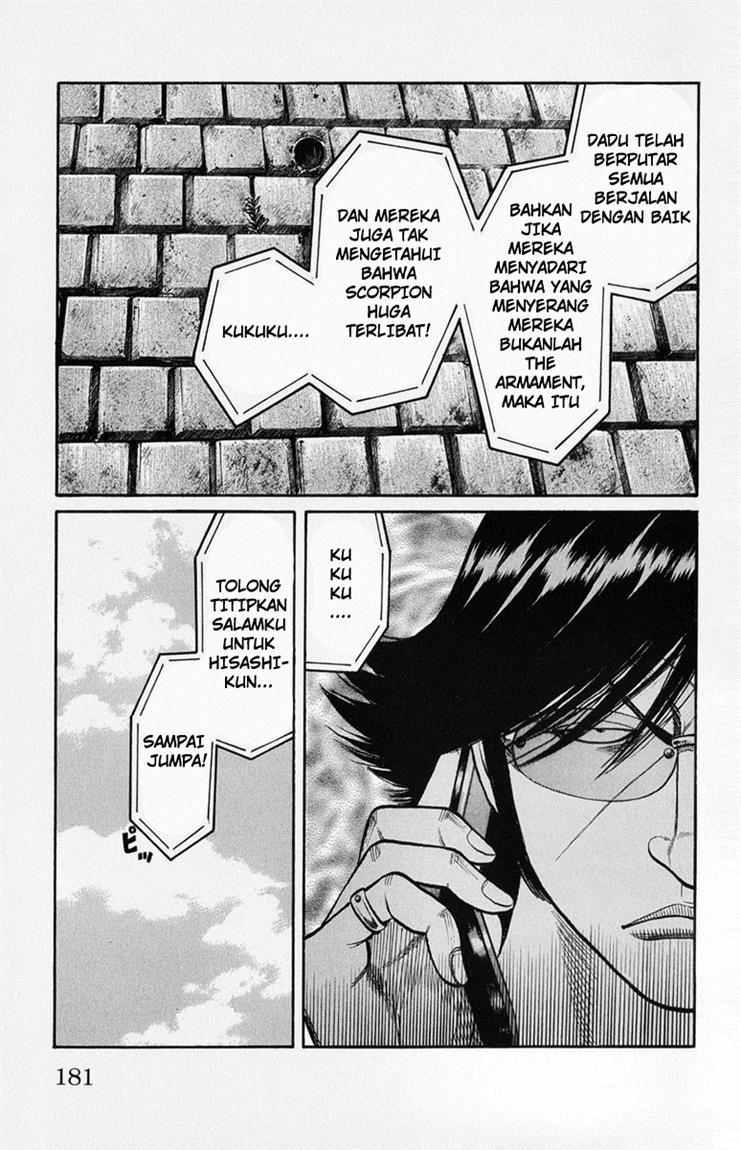 DADU TELAH
BERPUTAR
SEMUA
BERJALAN
DENGAN BAIK
BAHKAN
JIKA
MEREKA
MENYADARI
BAHWA YANG
MENYERANG
MEREKA
BUKANLAH
THE
ARMAMENT,
MAKA ITU
DAN MEREKA
JUGA TAK
MENGETAHUI
BAHWA
SCORPION
HUGA
TERLIBAT!
KUKUKU....
KU
KU
KU
....
TOLONG
TITIPKAN
SALAMKU
UNTUK
HISASHI-
KUN...
SAMPAI
JUMPA!
ピッ
181